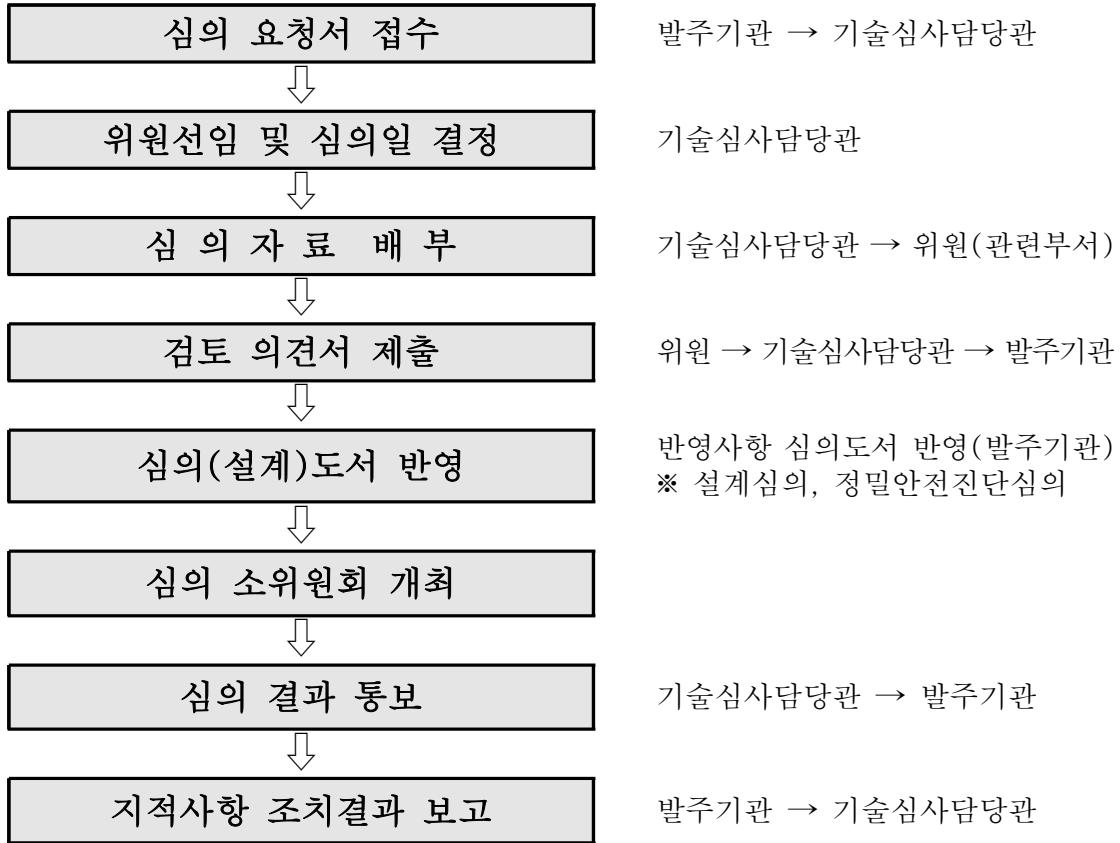 심의 요청서 접수 발주기관 → 기술심사담당관
위원선임 및 심의일 결정 기술심사담당관
심 의 자 료 배 부 기술심사담당관 → 위원(관련부서)
검토 의견서 제출 위원 → 기술심사담당관 → 발주기관
심의(설계)도서 반영 반영사항 심의도서 반영(발주기관)
※ 설계심의, 정밀안전진단심의
심의 소위원회 개최
심의 결과 통보 기술심사담당관 → 발주기관
지적사항 조치결과 보고 발주기관 → 기술심사담당관